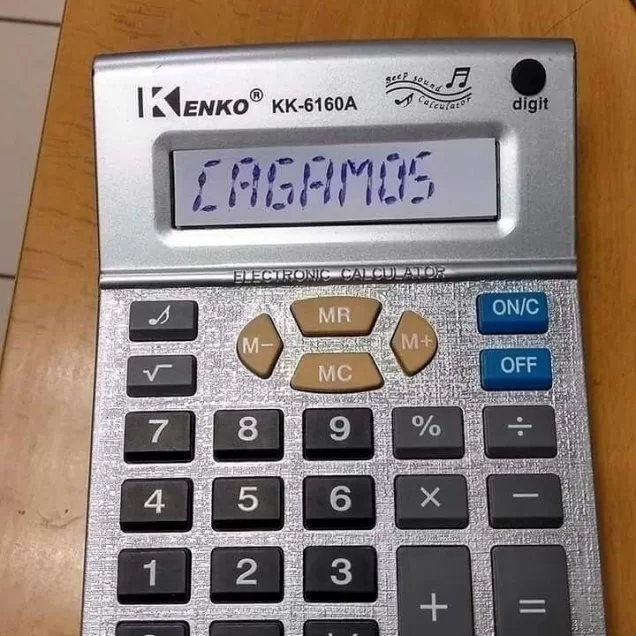 KENKO® KK-6160A
Beep sound
Calculator
digit
CAGAMOS
ELECTRONIC CALCULATOR
MR
ON/C
M− M+
√ MC OFF
7 8 9 % ÷
4 5 6 × −
1 2 3
+ =